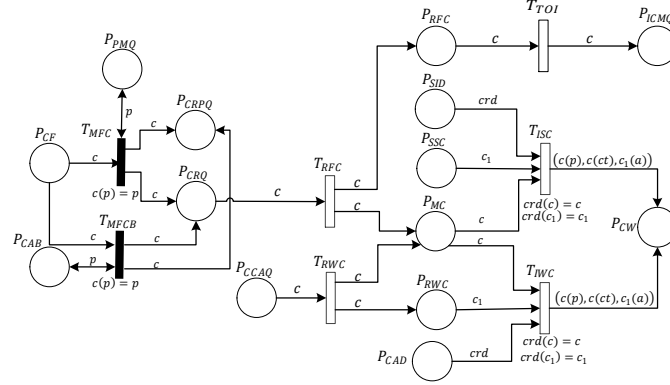 P_RFC
T_TOI
P_ICMQ
c
c
P_PMQ
P_SID
crd
p
T_MFC
P_CRPQ
T_ISC
P_CF
c
P_SSC
(c(p), c(ct), c_1(a))
c
P_CRQ
T_RFC
c_1
c
c
c
c(p) = p
P_MC
c
crd(c) = c
crd(c_1) = c_1
c
T_MFCB
P_CW
P_CAB
c
c
c
p
c
T_RWC
T_IWC
c(p) = p
P_CCAQ
c
P_RWC
(c(p), c(ct), c_1(a))
c
c
c_1
crd(c) = c
P_CAD
crd
crd(c_1) = c_1